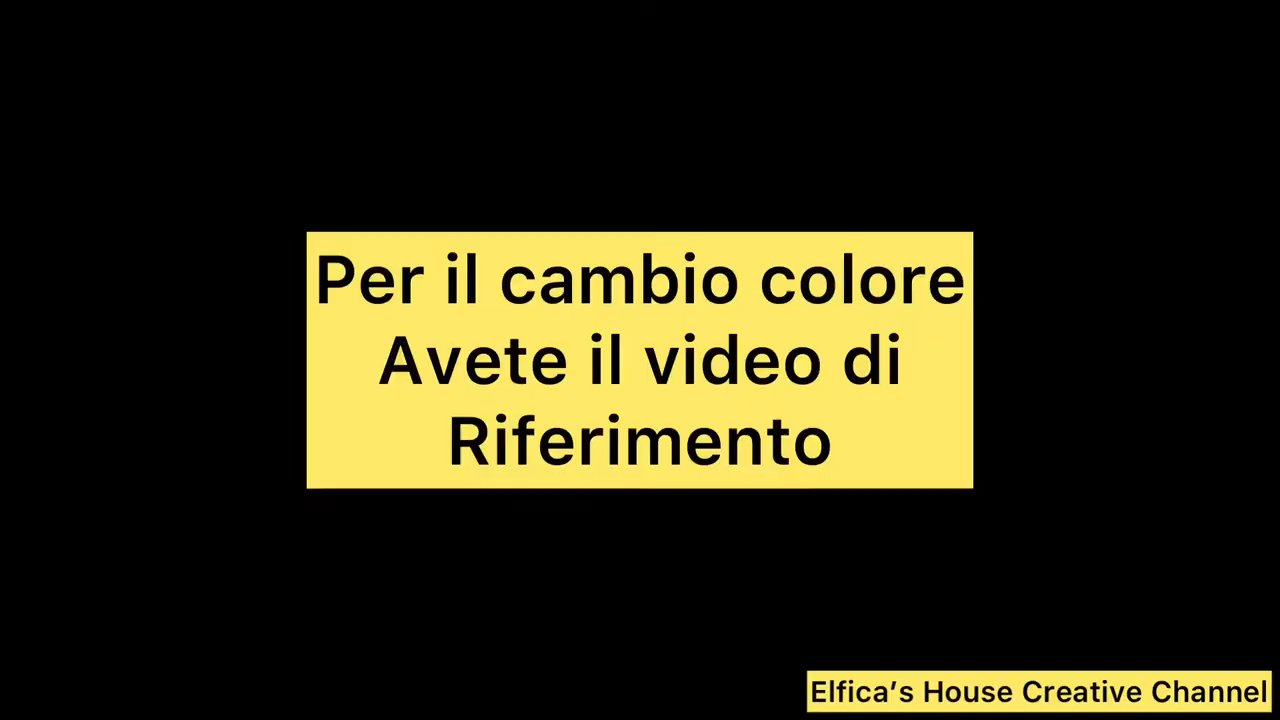 Per il cambio colore
Avete il video di
Riferimento
Elfica’s House Creative Channel